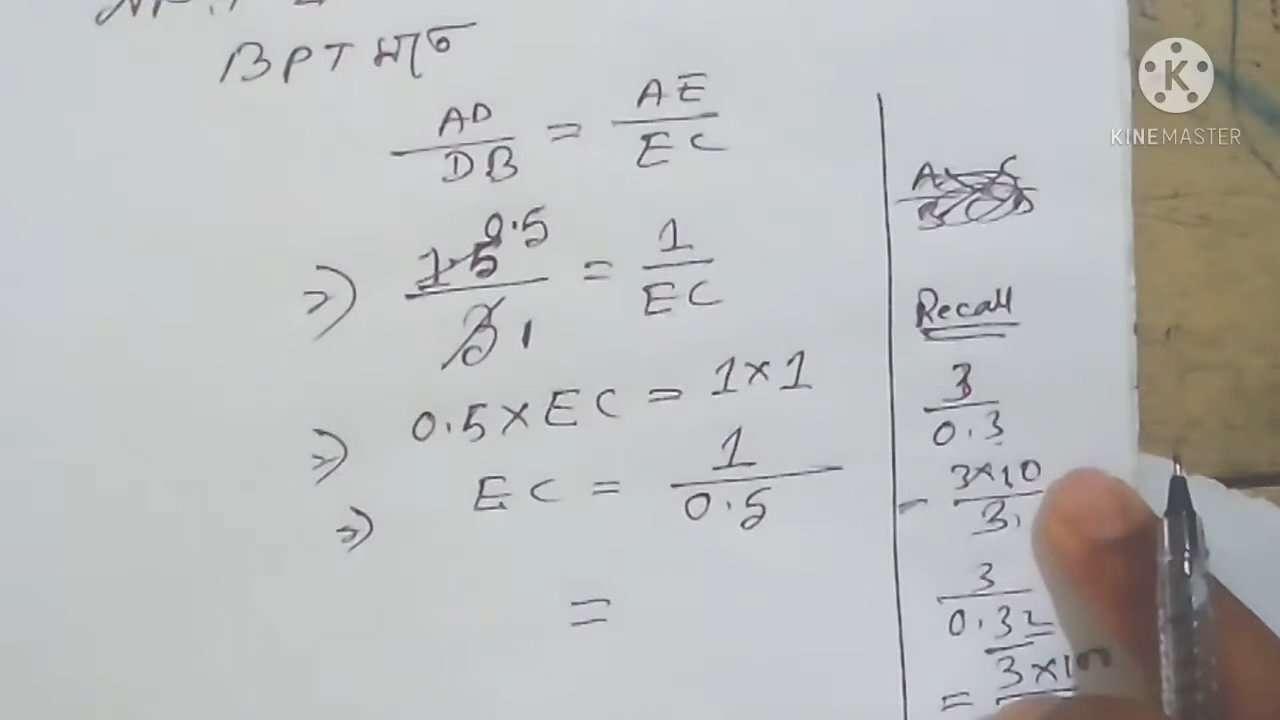 BPT মতে
AD/DB = AE/EC
⇒ 1.5 0.5 / 3 1 = 1/EC
⇒ 0.5 × EC = 1 × 1
⇒ EC = 1/0.5
=
Recall
3/0.3
= 3×10/3
3/0.32
= 3×100
KINEMASTER